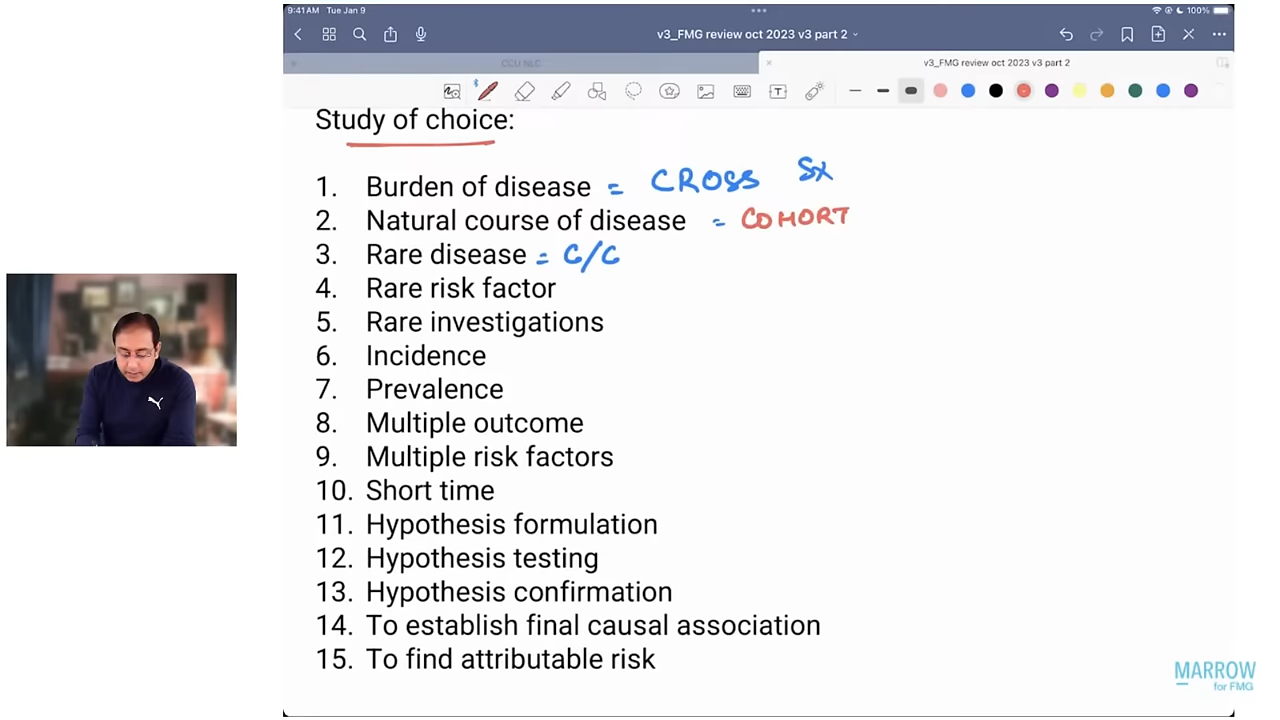 9:41 AM Tue Jan 9
100%
v3_FMG review oct 2023 v3 part 2
CCU NLC
v3_FMG review oct 2023 v3 part 2
Study of choice:
1. Burden of disease = CROSS Sx
2. Natural course of disease = COHORT
3. Rare disease = C/C
4. Rare risk factor
5. Rare investigations
6. Incidence
7. Prevalence
8. Multiple outcome
9. Multiple risk factors
10. Short time
11. Hypothesis formulation
12. Hypothesis testing
13. Hypothesis confirmation
14. To establish final causal association
15. To find attributable risk
MARROW
for FMG